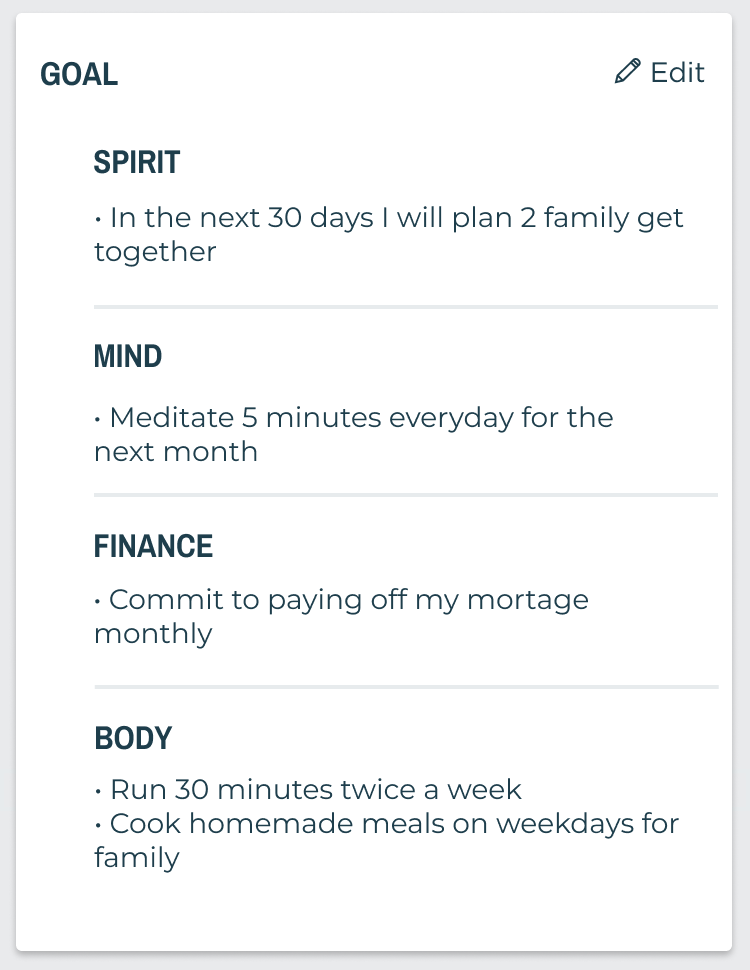 GOAL
Edit
SPIRIT
• In the next 30 days I will plan 2 family get
together
MIND
• Meditate 5 minutes everyday for the
next month
FINANCE
• Commit to paying off my mortage
monthly
BODY
• Run 30 minutes twice a week
• Cook homemade meals on weekdays for
family